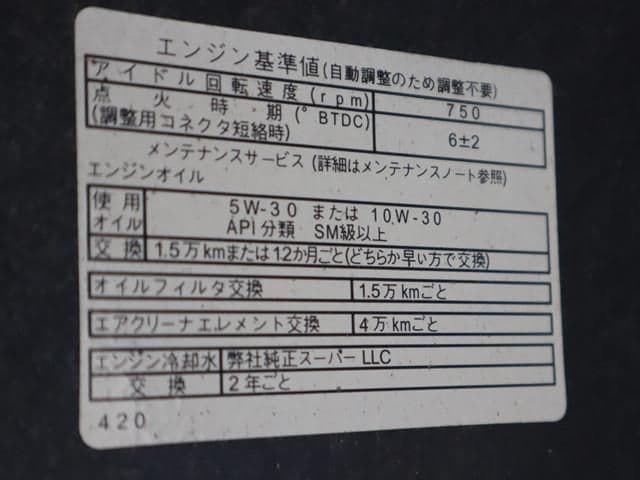 エンジン基準値(自動調整のため調整不要)
アイドル回転速度(rpm) 750
点火時期(°BTDC) 6±2
(調整用コネクタ短絡時)
メンテナンスサービス(詳細はメンテナンスノート参照)
エンジンオイル
使用オイル 5W-30 または 10W-30
API分類 SM級以上
交換 1.5万kmまたは12か月ごと(どちらか早い方で交換)
オイルフィルタ交換 1.5万kmごと
エアクリーナエレメント交換 4万kmごと
エンジン冷却水 弊社純正スーパーLLC
交換 2年ごと
420